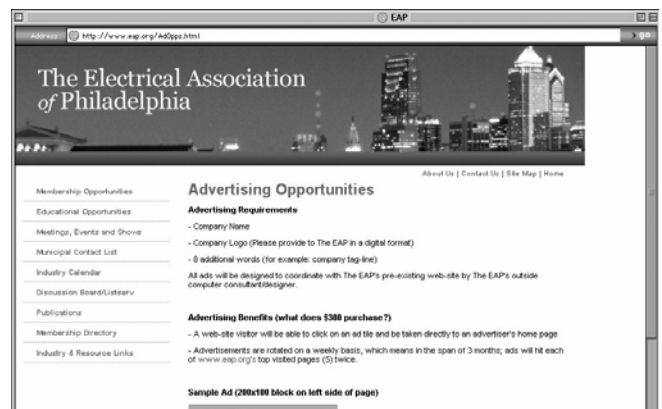 EAP
Address: http://www.eap.org/AdOpps.html go
The Electrical Association
of Philadelphia
About Us | Contact Us | Site Map | Home
Membership Opportunities
Educational Opportunities
Meetings, Events and Shows
Municipal Contact List
Industry Calendar
Discussion Board/Listserv
Publications
Membership Directory
Industry & Resource Links
Advertising Opportunities
Advertising Requirements
- Company Name
- Company Logo (Please provide to The EAP in a digital format)
- 8 additional words (for example: company tag-line)
All ads will be designed to coordinate with The EAP's pre-existing web-site by The EAP's outside
computer consultant/designer.
Advertising Benefits (what does $300 purchase?)
- A web-site visitor will be able to click on an ad tile and be taken directly to an advertiser's home page
- Advertisements are rotated on a weekly basis, which means in the span of 3 months; ads will hit each
of www.eap.org's top visited pages (5) twice.
Sample Ad (200x100 block on left side of page)